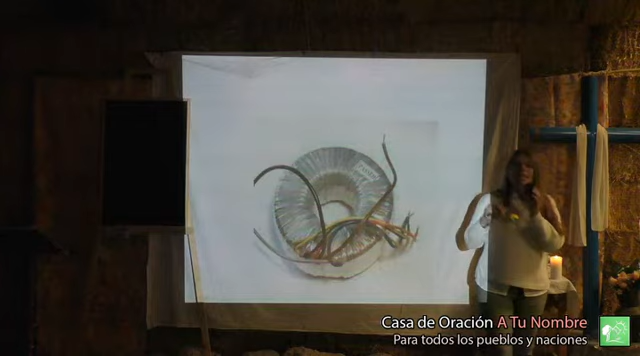 Casa de Oración A Tu Nombre
Para todos los pueblos y naciones